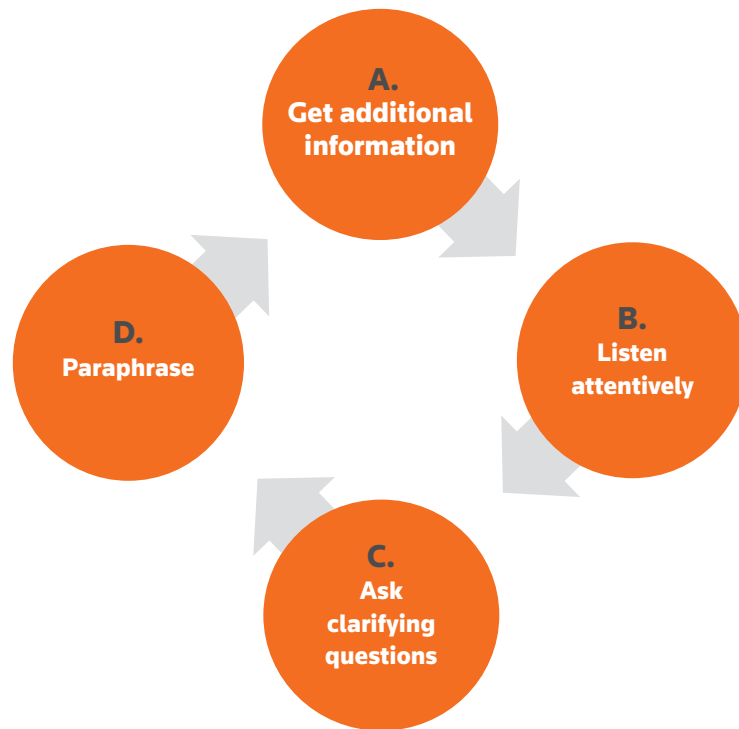 A.
Get additional
information
B.
Listen
attentively
C.
Ask
clarifying
questions
D.
Paraphrase